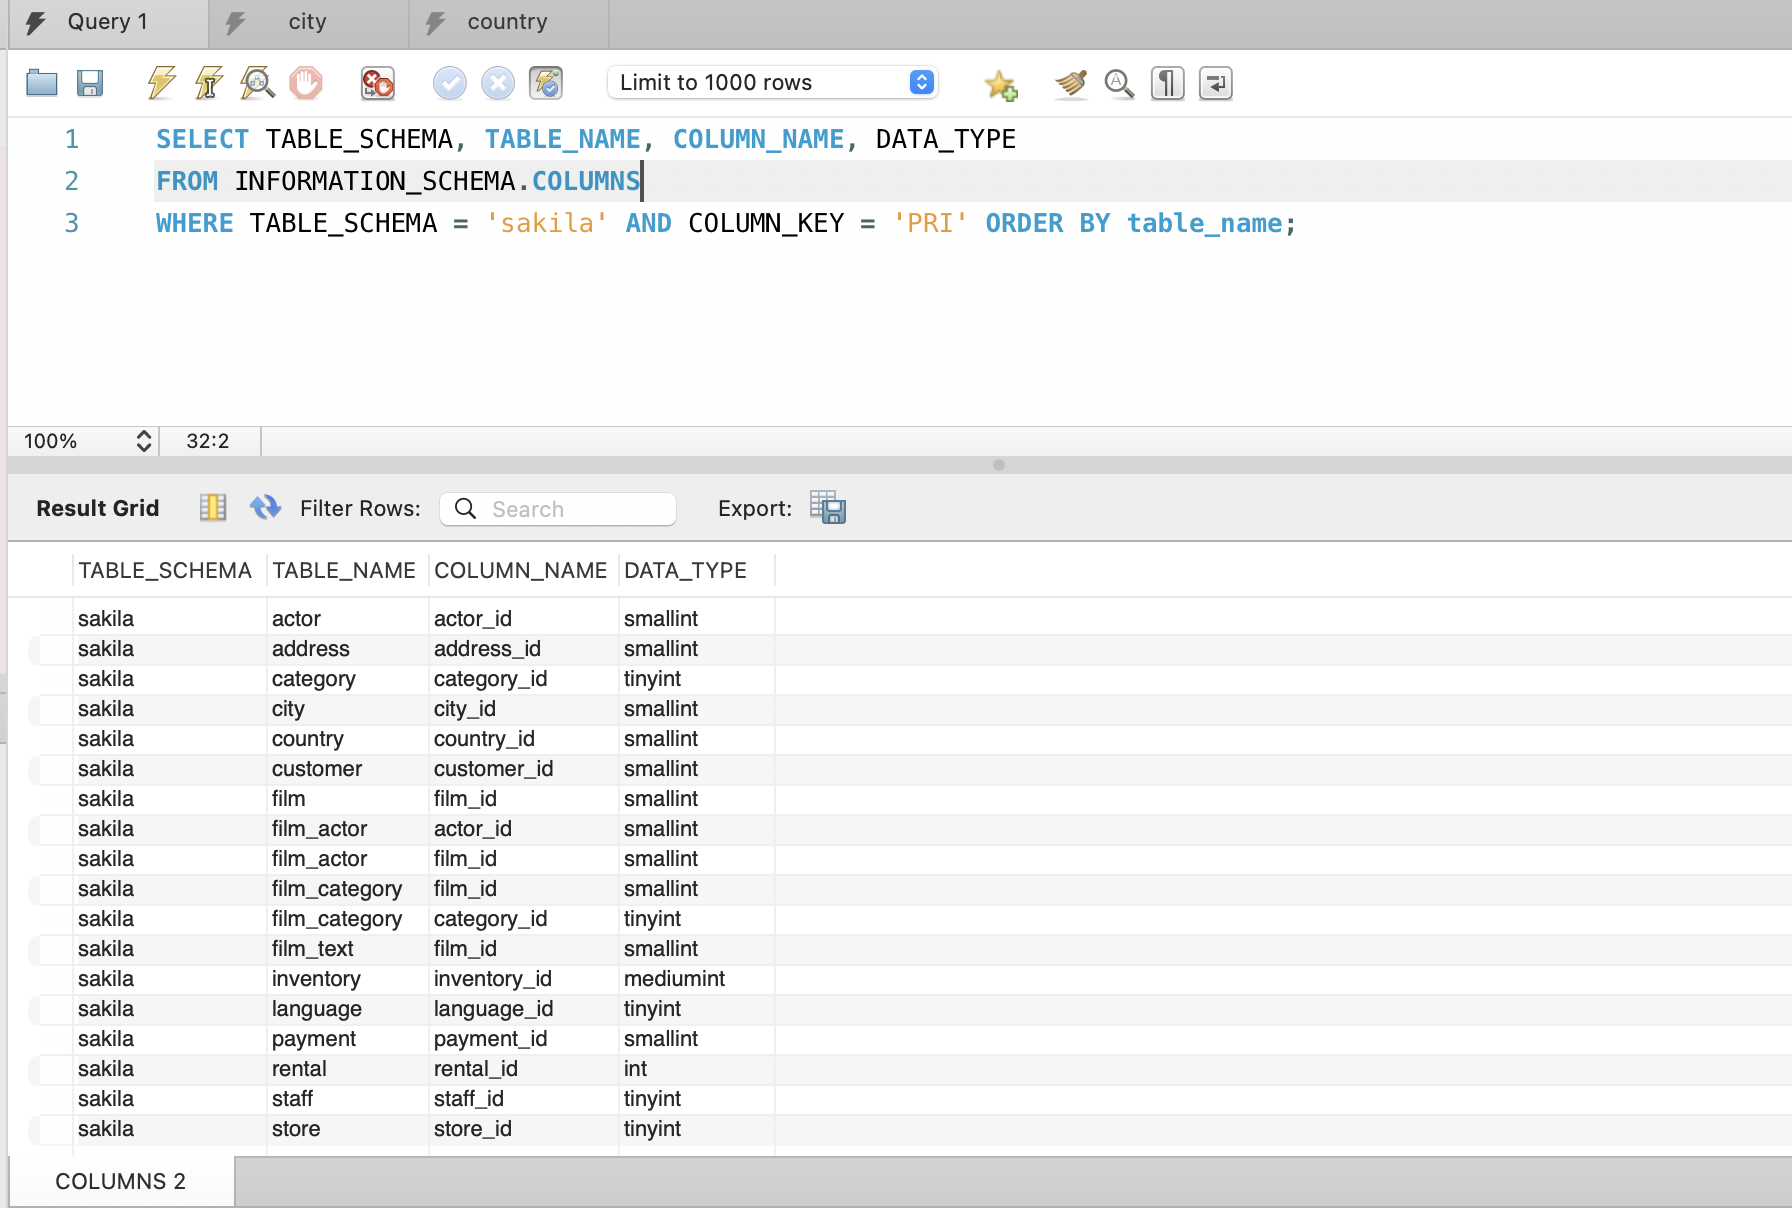 Query 1 city country
Limit to 1000 rows
1 SELECT TABLE_SCHEMA, TABLE_NAME, COLUMN_NAME, DATA_TYPE
2 FROM INFORMATION_SCHEMA.COLUMNS
3 WHERE TABLE_SCHEMA = 'sakila' AND COLUMN_KEY = 'PRI' ORDER BY table_name;
100% 32:2
Result Grid Filter Rows: Search Export:
TABLE_SCHEMA TABLE_NAME COLUMN_NAME DATA_TYPE
sakila actor actor_id smallint
sakila address address_id smallint
sakila category category_id tinyint
sakila city city_id smallint
sakila country country_id smallint
sakila customer customer_id smallint
sakila film film_id smallint
sakila film_actor actor_id smallint
sakila film_actor film_id smallint
sakila film_category film_id smallint
sakila film_category category_id tinyint
sakila film_text film_id smallint
sakila inventory inventory_id mediumint
sakila language language_id tinyint
sakila payment payment_id smallint
sakila rental rental_id int
sakila staff staff_id tinyint
sakila store store_id tinyint
COLUMNS 2